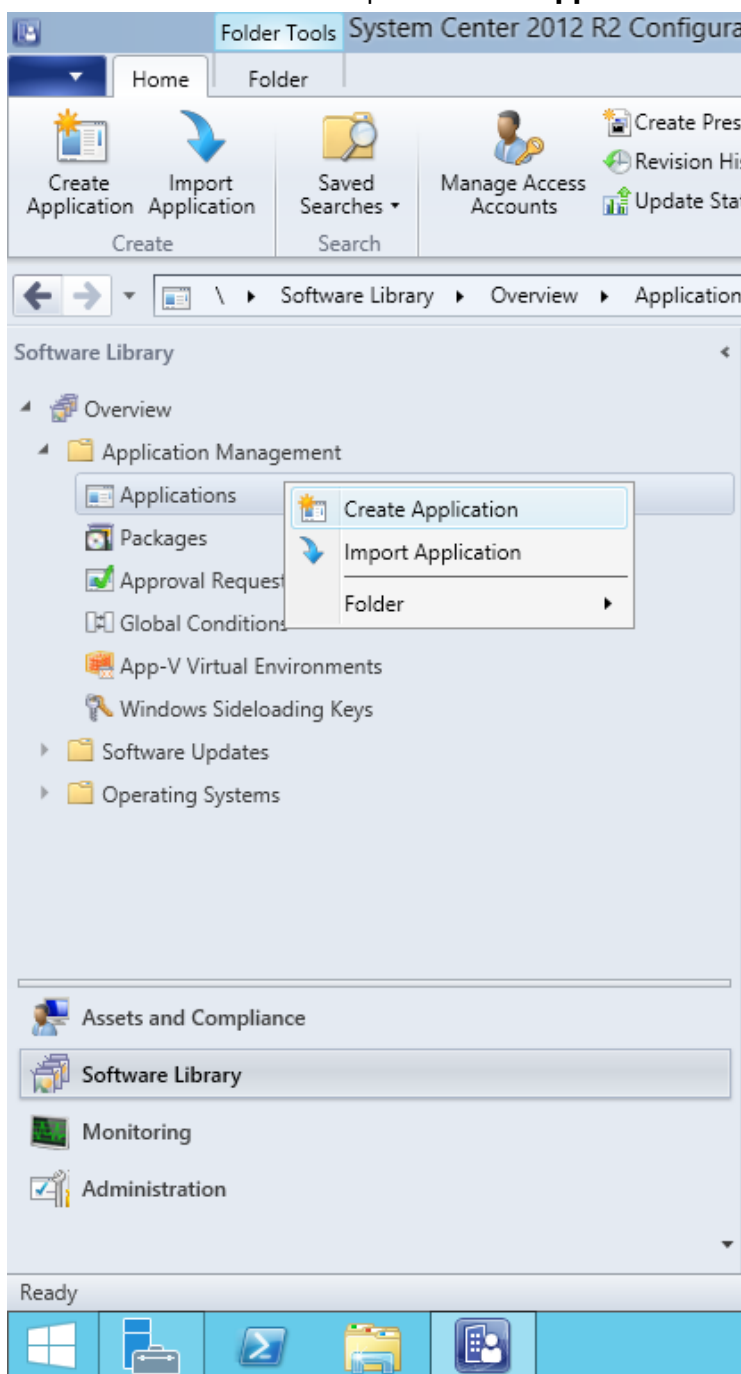 Folder Tools System Center 2012 R2 Configura
Home Folder
Create Application
Import Application
Saved Searches
Manage Access Accounts
Create Pres
Revision His
Update Sta
Create
Search
\ Software Library Overview Application
Software Library
Overview
Application Management
Applications
Create Application
Packages
Import Application
Approval Request
Folder
Global Conditions
App-V Virtual Environments
Windows Sideloading Keys
Software Updates
Operating Systems
Assets and Compliance
Software Library
Monitoring
Administration
Ready